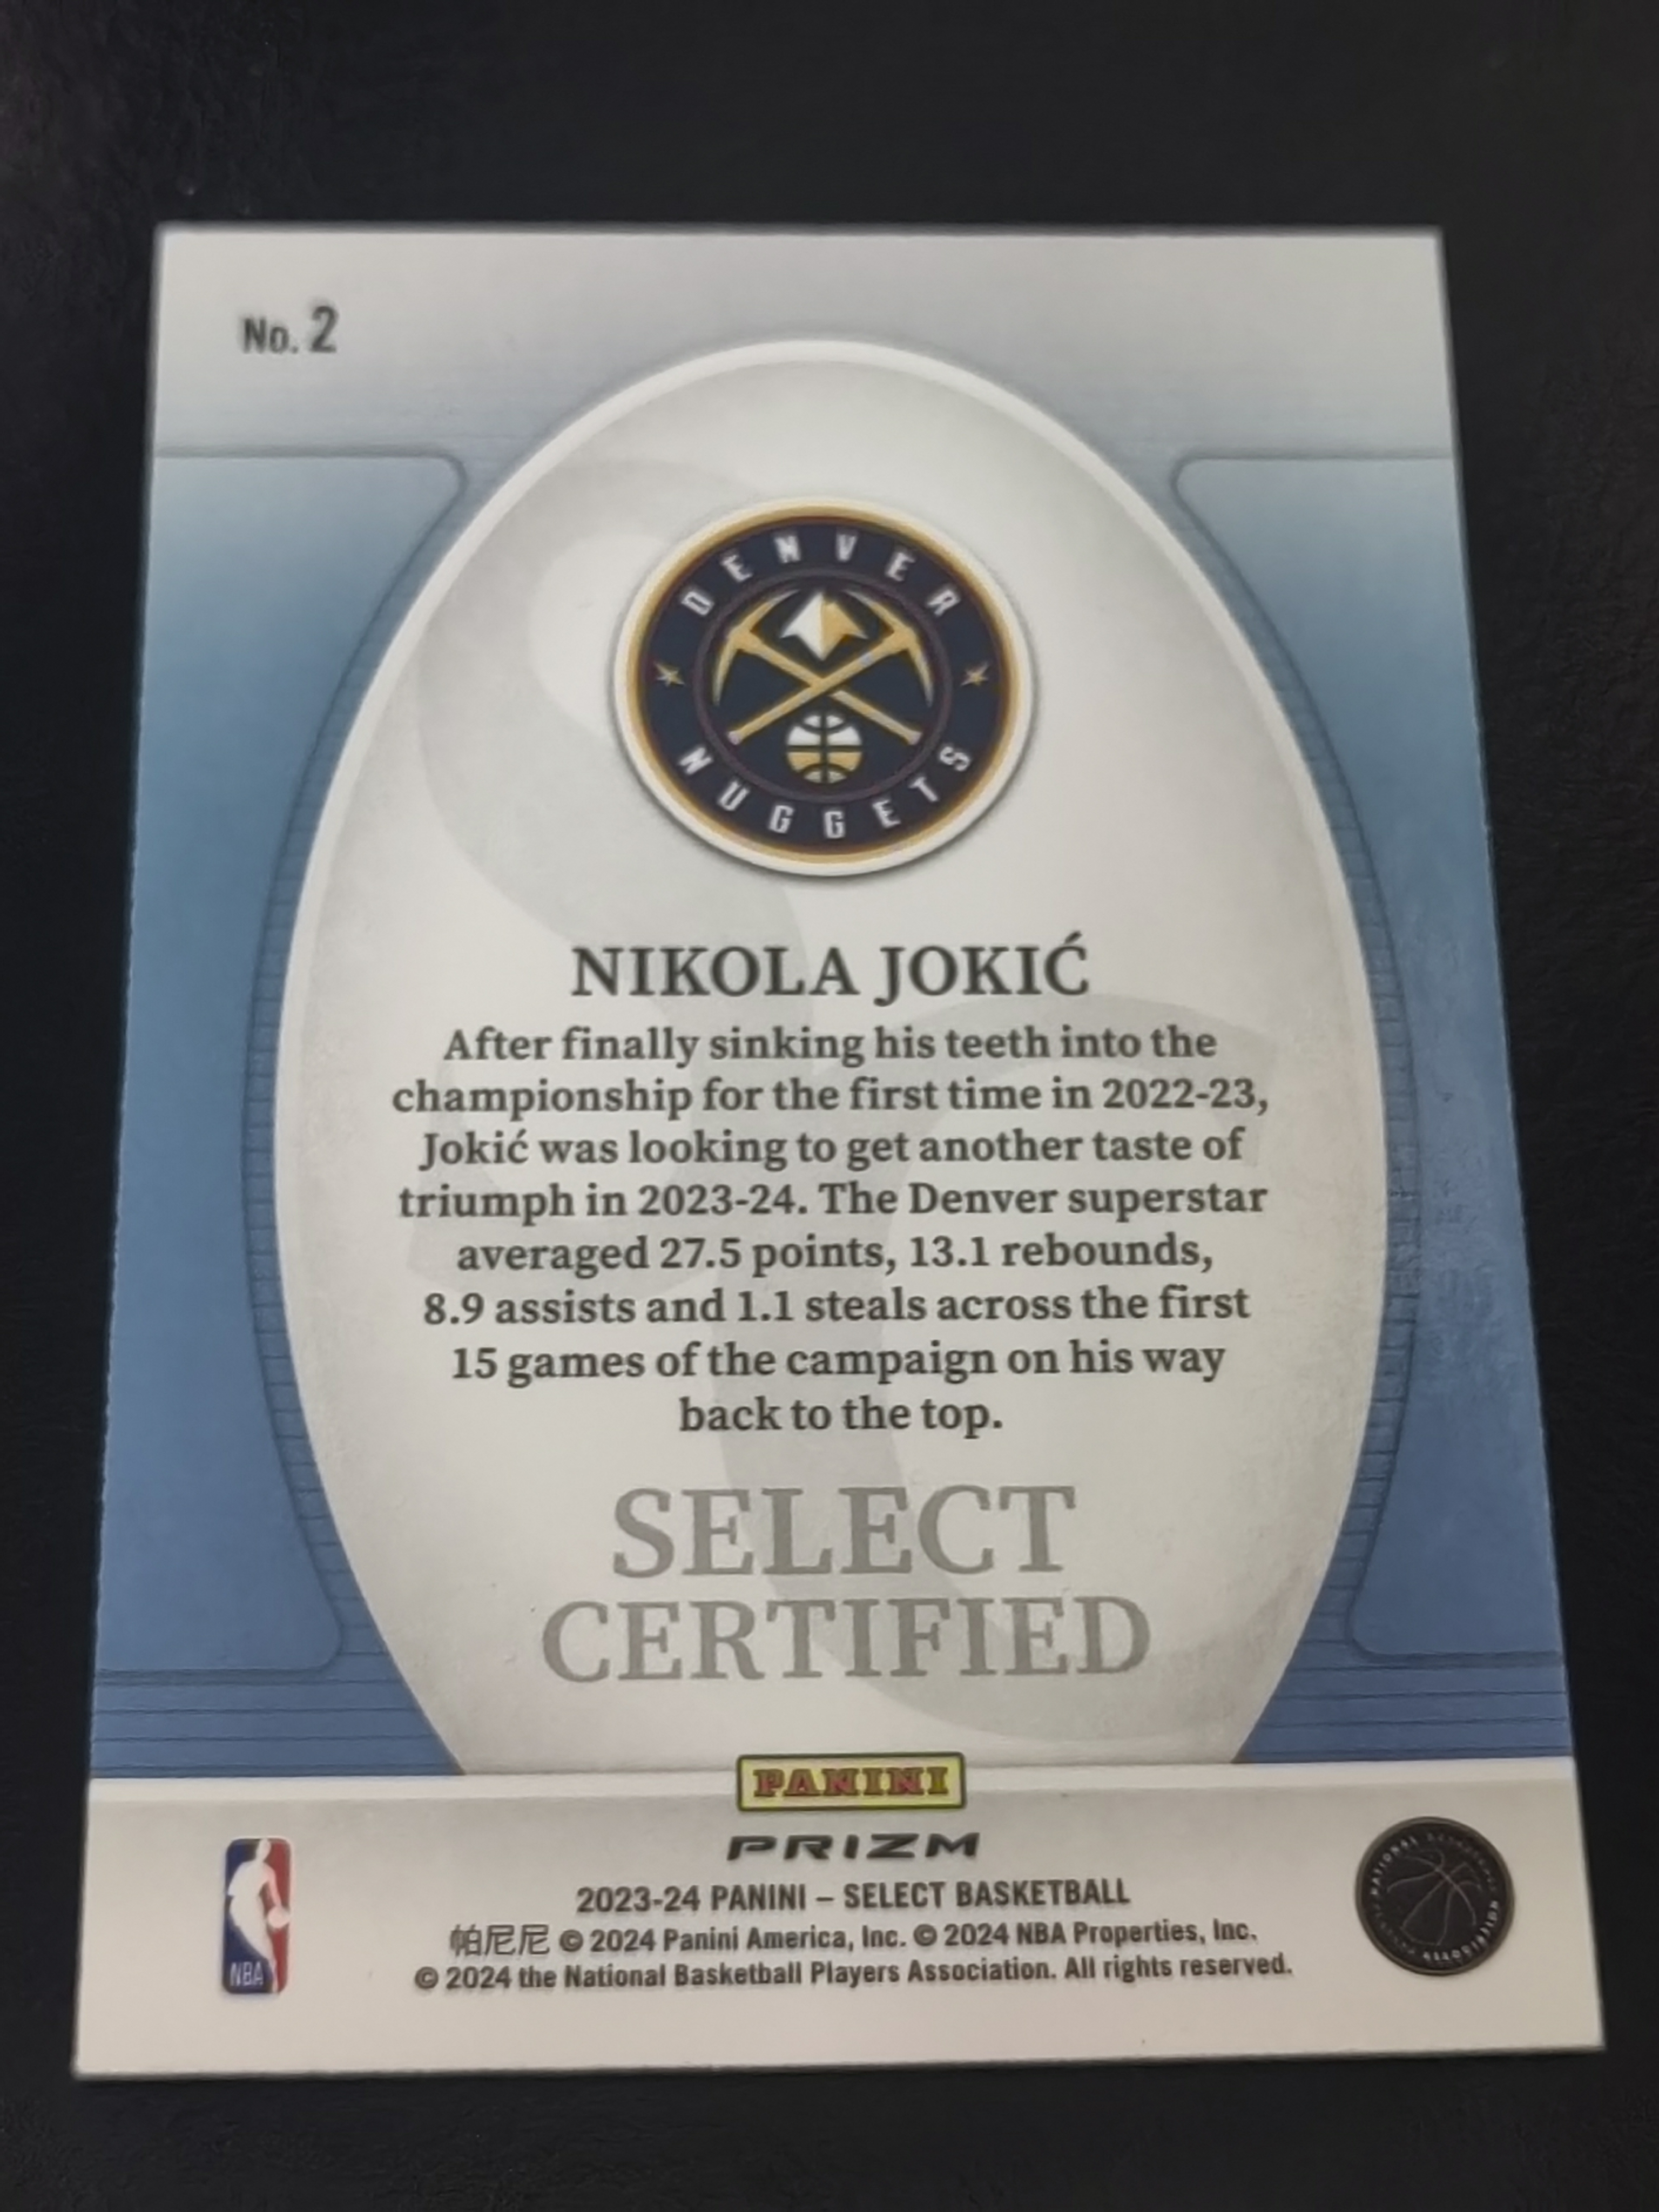 No. 2
DENVER
NUGGETS
NIKOLA JOKIĆ
After finally sinking his teeth into the
championship for the first time in 2022-23,
Jokić was looking to get another taste of
triumph in 2023-24. The Denver superstar
averaged 27.5 points, 13.1 rebounds,
8.9 assists and 1.1 steals across the first
15 games of the campaign on his way
back to the top.
SELECT
CERTIFIED
PANINI
PRIZM
2023-24 PANINI – SELECT BASKETBALL
帕尼尼 © 2024 Panini America, Inc. © 2024 NBA Properties, Inc.
© 2024 the National Basketball Players Association. All rights reserved.
NBA
NATIONAL BASKETBALL
ASSOCIATION